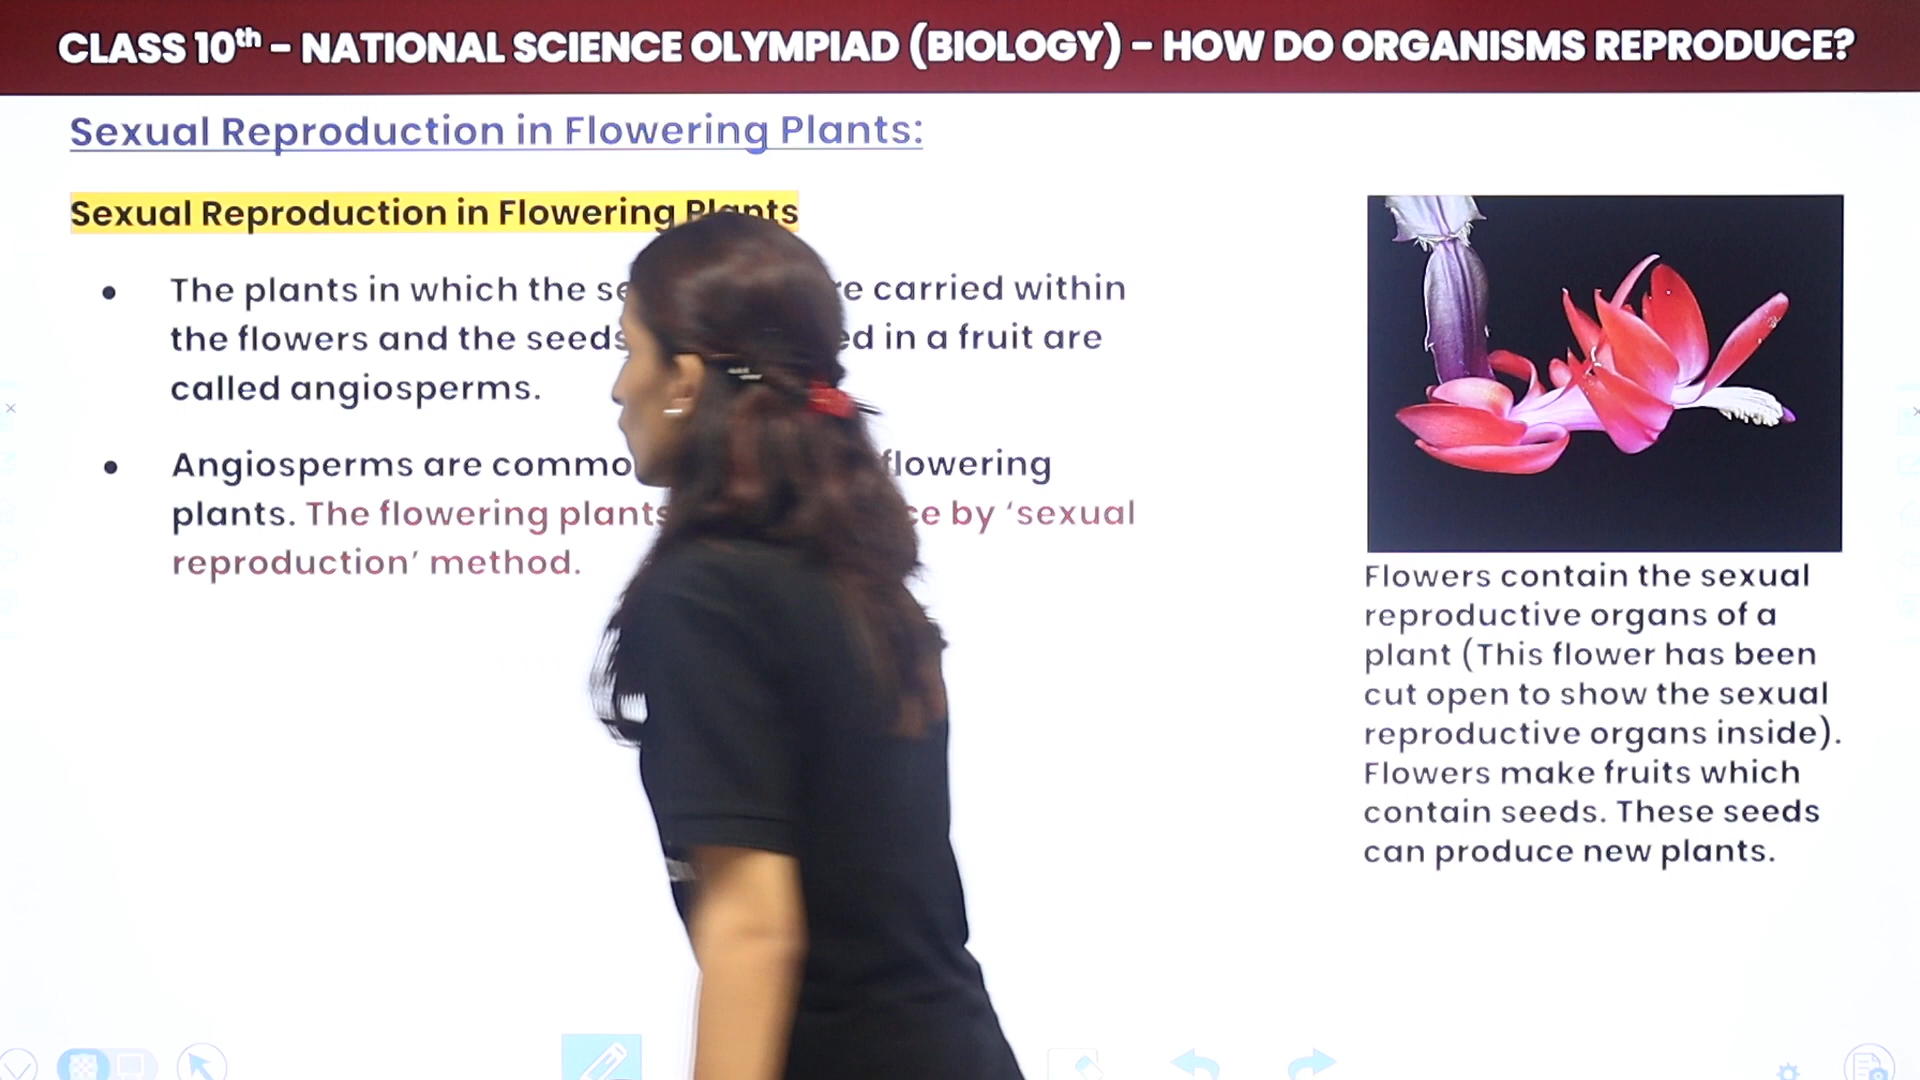 CLASS 10th – NATIONAL SCIENCE OLYMPIAD (BIOLOGY) – HOW DO ORGANISMS REPRODUCE?
Sexual Reproduction in Flowering Plants:
Sexual Reproduction in Flowering Plants
• The plants in which the carried within
the flowers and the seeds in a fruit are
called angiosperms.
• Angiosperms are flowering
plants. The flowering plants by ‘sexual
reproduction’ method.
Flowers contain the sexual
reproductive organs of a
plant (This flower has been
cut open to show the sexual
reproductive organs inside).
Flowers make fruits which
contain seeds. These seeds
can produce new plants.